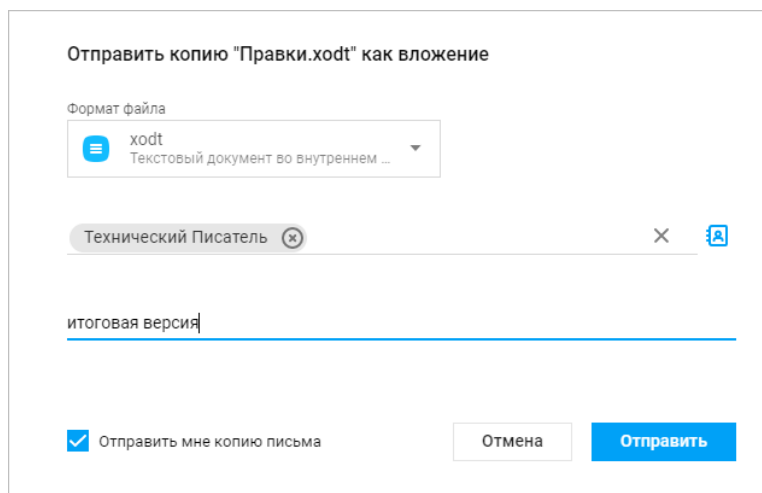 Отправить копию "Правки.xodt" как вложение
Формат файла
xodt
Текстовый документ во внутреннем ...
Технический Писатель
итоговая версия
Отправить мне копию письма
Отмена
Отправить